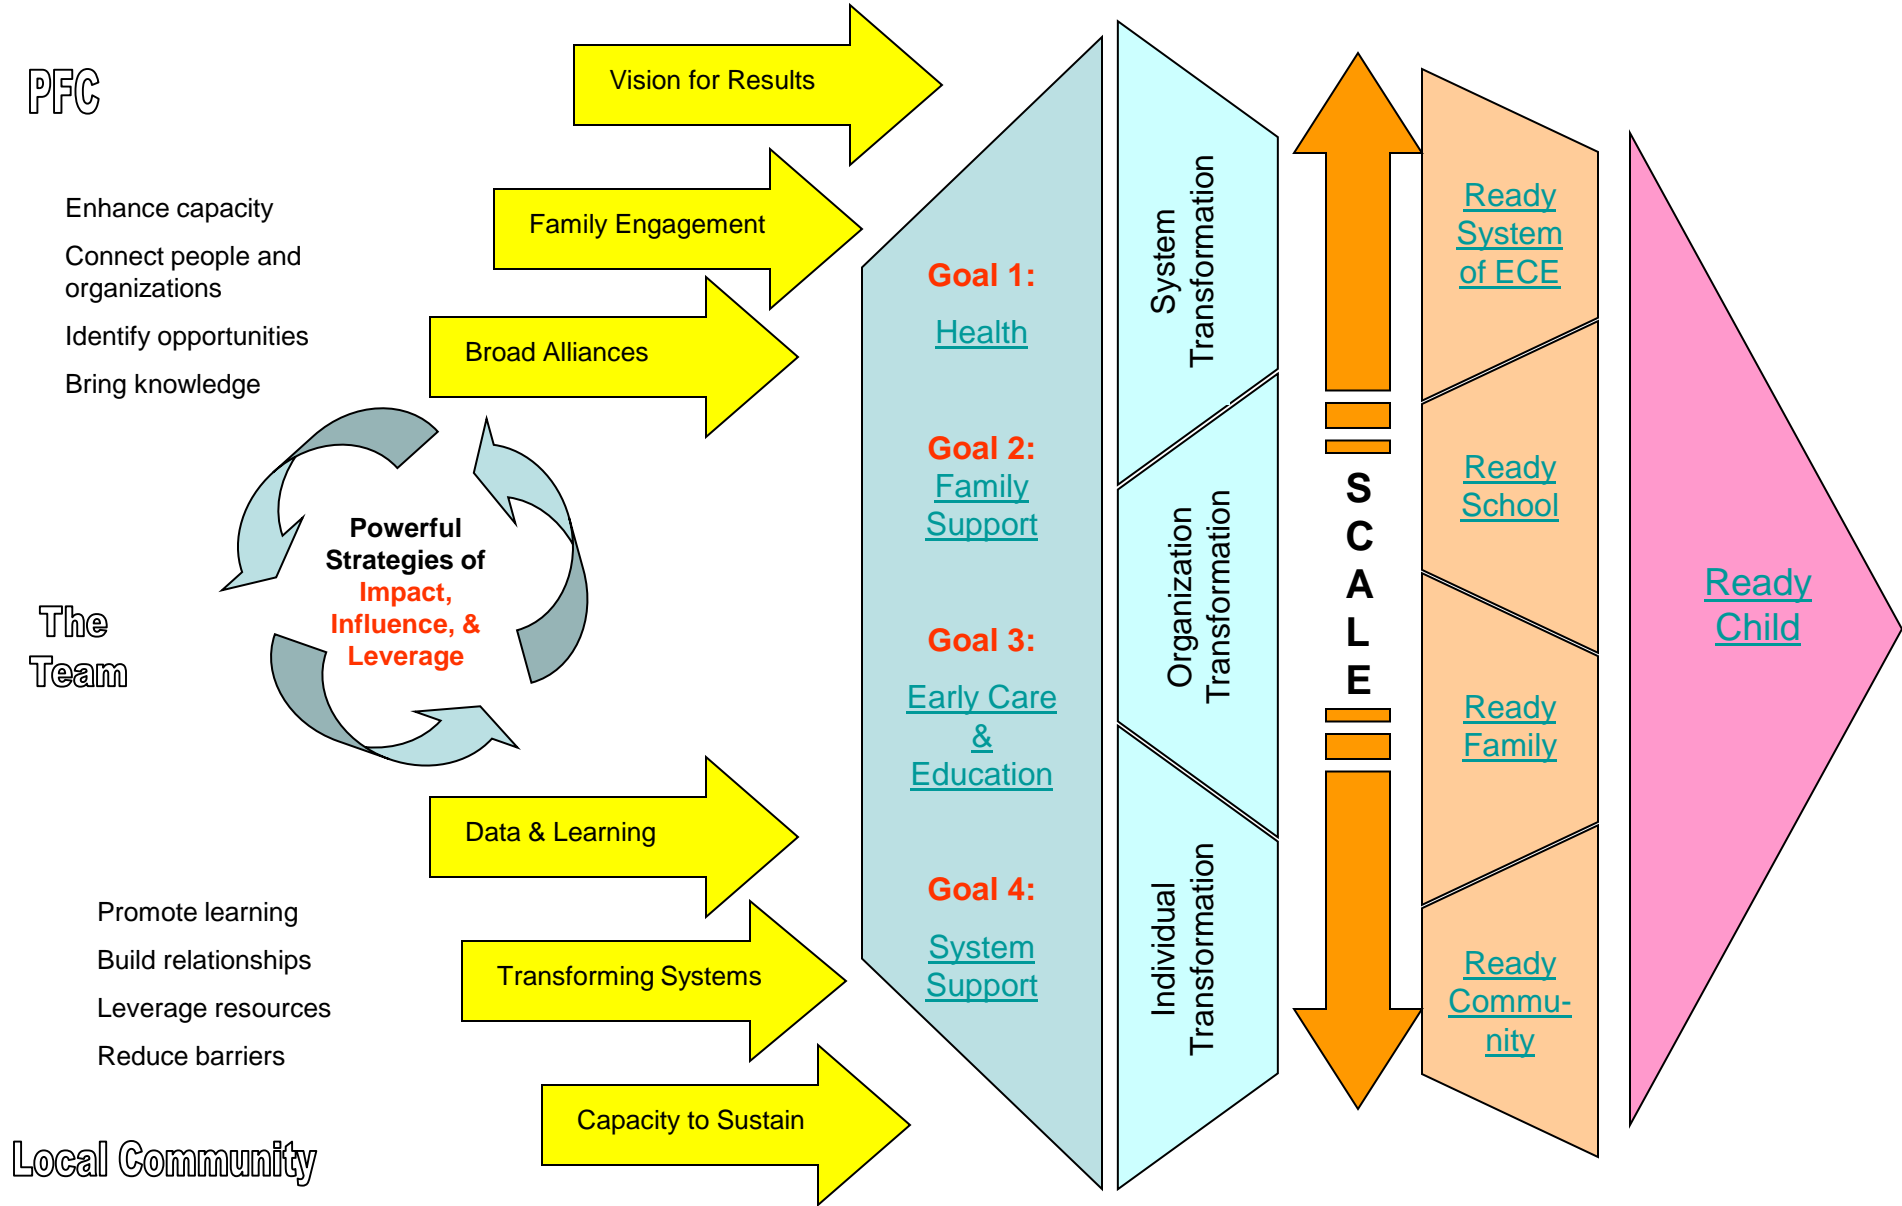 PFC
Enhance capacity
Connect people and
organizations
Identify opportunities
Bring knowledge
Powerful
Strategies of
Impact,
Influence, &
Leverage
The
Team
Promote learning
Build relationships
Leverage resources
Reduce barriers
Local Community
Vision for Results
Family Engagement
Broad Alliances
Data & Learning
Transforming Systems
Capacity to Sustain
Goal 1:
Health
Goal 2:
Family
Support
Goal 3:
Early Care
&
Education
Goal 4:
System
Support
System
Transformation
Organization
Transformation
Individual
Transformation
S
C
A
L
E
Ready
System
of ECE
Ready
School
Ready
Family
Ready
Commu-
nity
Ready
Child